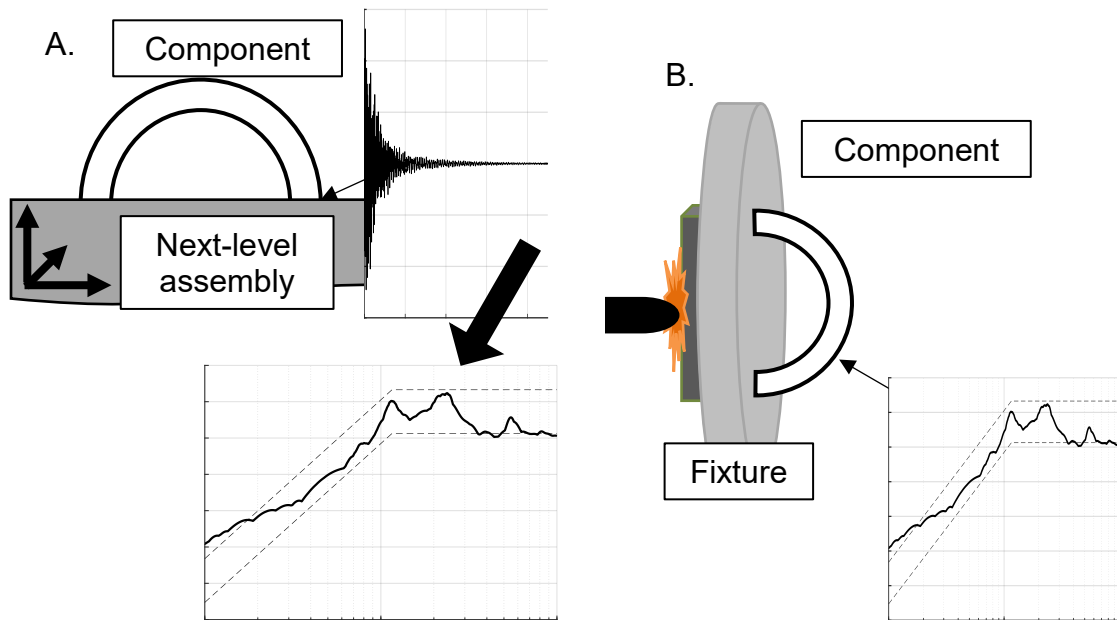 A.
Component
Next-level
assembly
B.
Component
Fixture